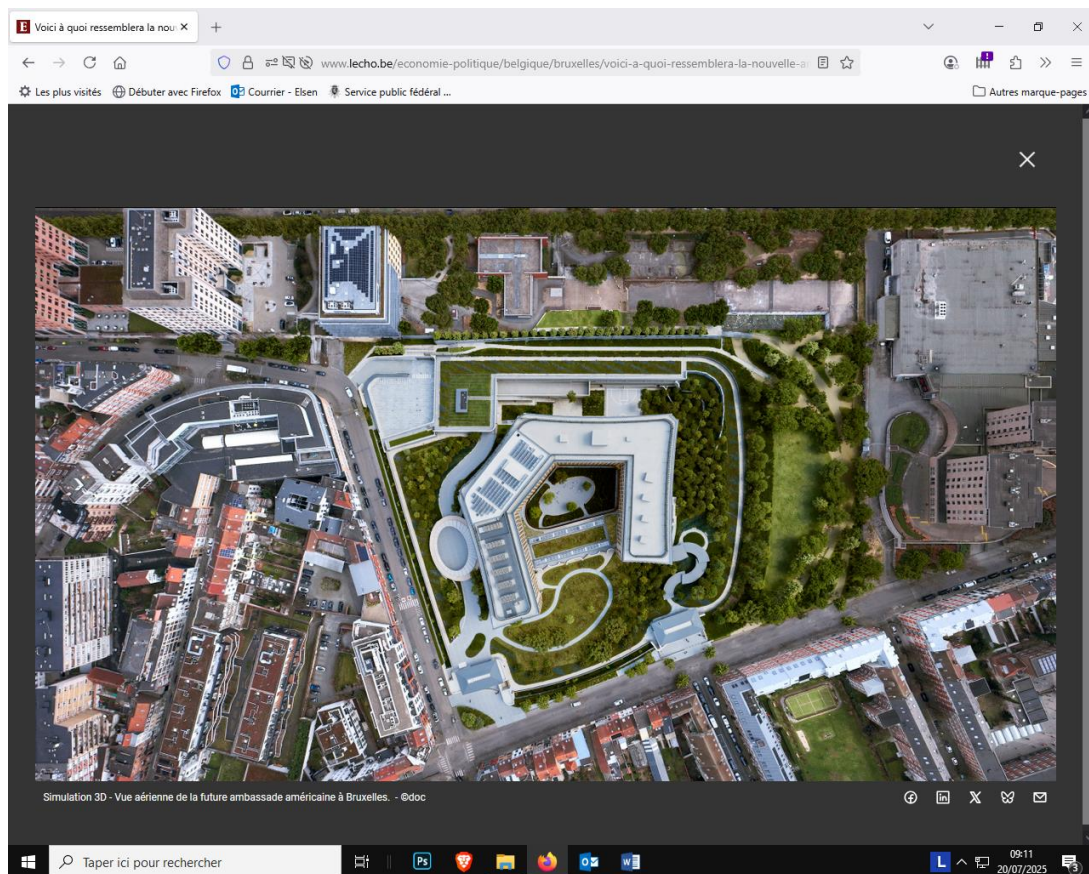 Voici à quoi ressemblera la nou
www.lecho.be/economie-politique/belgique/bruxelles/voici-a-quoi-ressemblera-la-nouvelle-a
Les plus visités
Débuter avec Firefox
Courrier - Elsen
Service public fédéral ...
Autres marque-pages
Simulation 3D - Vue aérienne de la future ambassade américaine à Bruxelles. - ©doc
Taper ici pour rechercher
Ps
L
09:11
20/07/2025
3